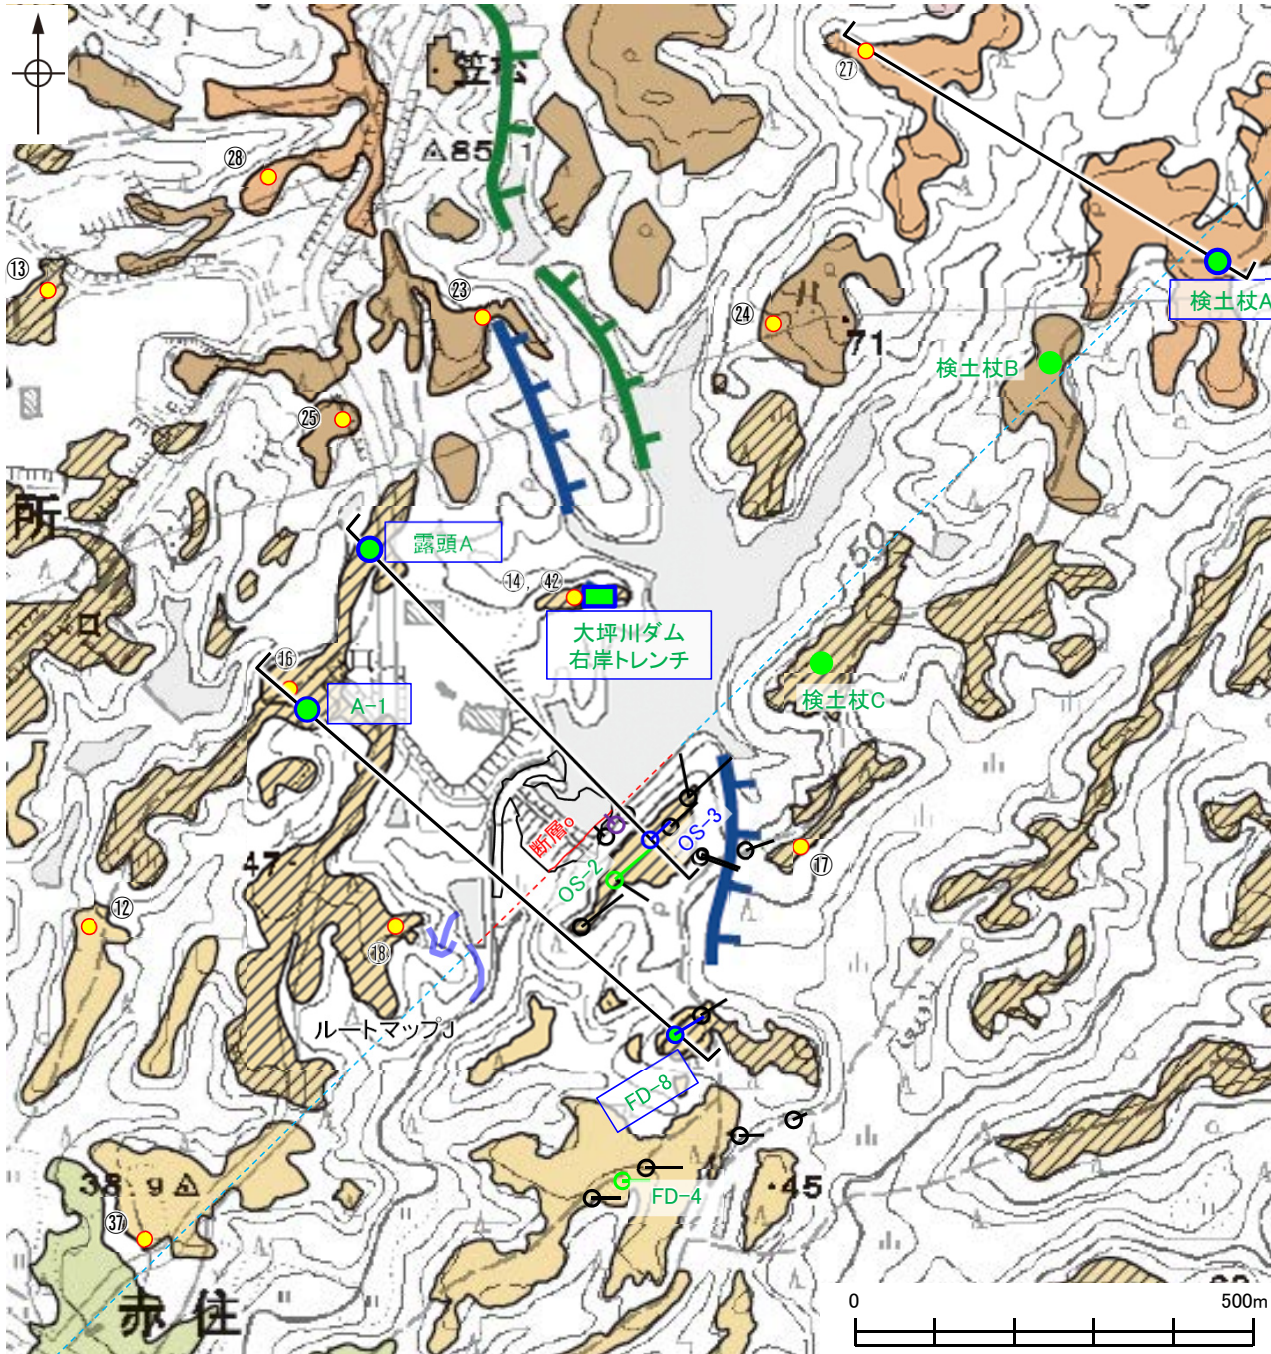 笠松
△85.1
㉗
㉘
⑬
㉓
㉔
71
検土杖A
検土杖B
㉕
所
口
露頭A
50
⑭, ㊷
大坪川ダム
右岸トレンチ
検土杖C
⑯
A-1
断層o
OS-3
OS-2
47
⑰
⑫
⑱
ルートマップJ
FD-8
FD-4
38.9△
45
㊲
赤住
0
500m